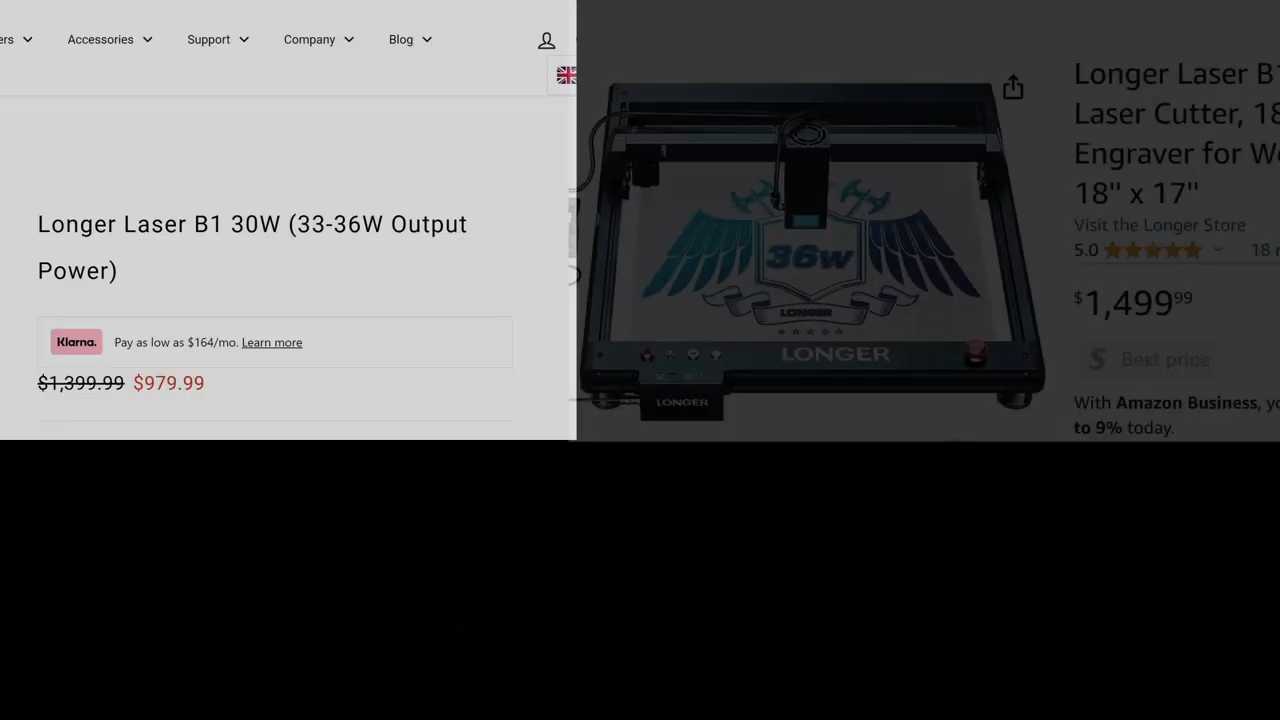 ers
Accessories
Support
Company
Blog
Longer Laser B1 30W (33-36W Output
Power)
Klarna.
Pay as low as $164/mo. Learn more
$1,399.99 $979.99
36w
LONGER
LONGER
LONGER
Longer Laser B1
Laser Cutter, 18
Engraver for Wo
18" x 17"
Visit the Longer Store
5.0
18
$1,499.99
S Best price
With Amazon Business, yo
to 9% today.